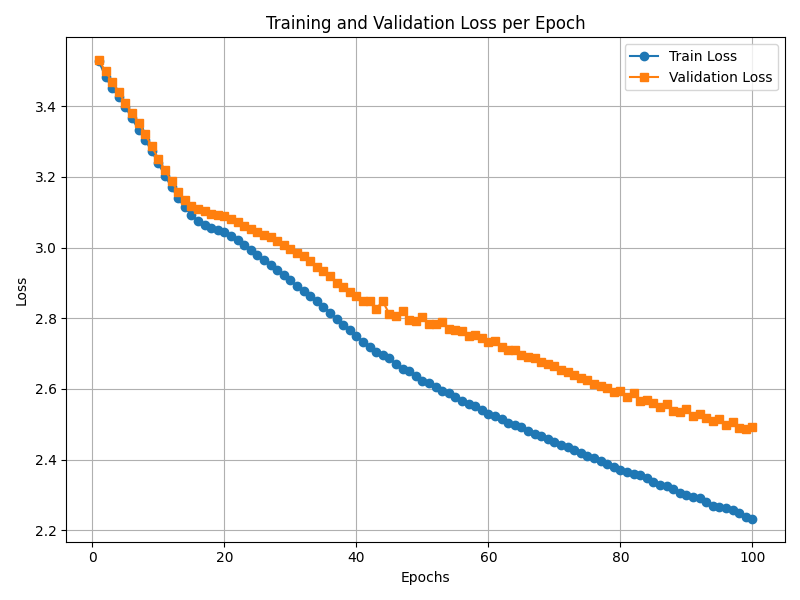 Training and Validation Loss per Epoch
Train Loss
Validation Loss
3.4
3.2
3.0
2.8
2.6
2.4
2.2
Loss
0 20 40 60 80 100
Epochs